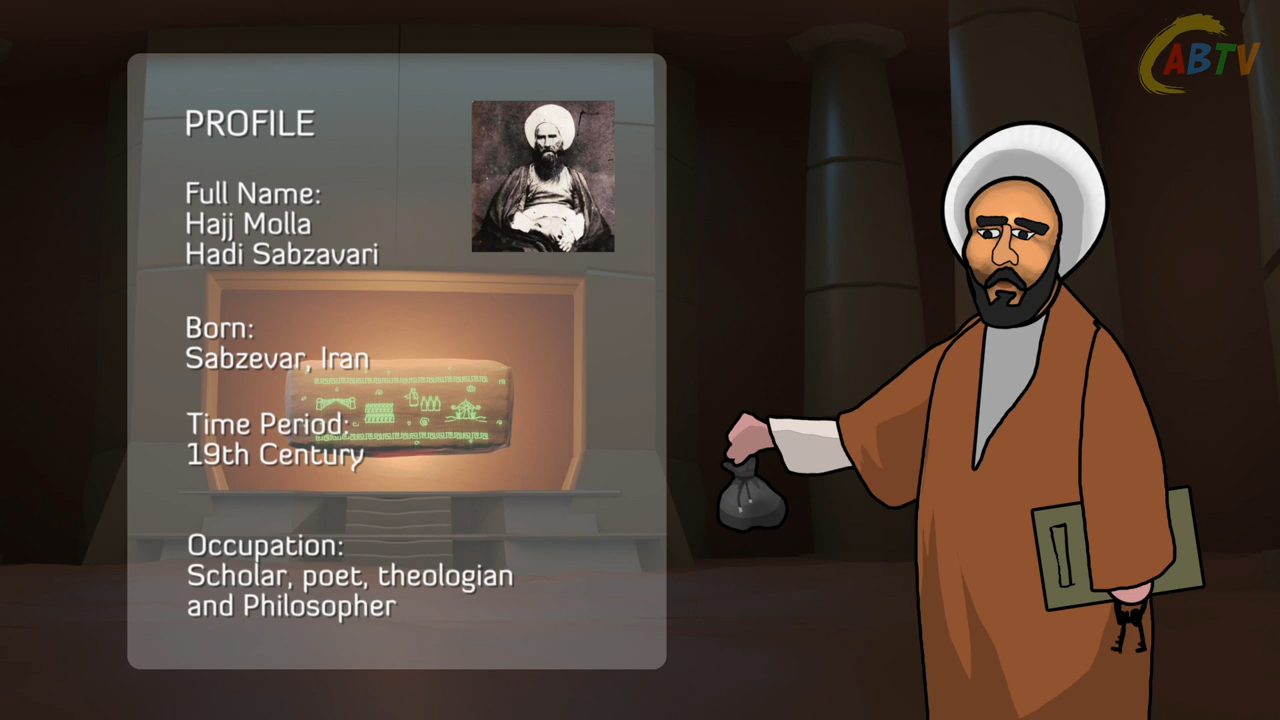 PROFILE
Full Name:
Hajj Molla
Hadi Sabzavari
Born:
Sabzevar, Iran
Time Period:
19th Century
Occupation:
Scholar, poet, theologian
and Philosopher
ABTV